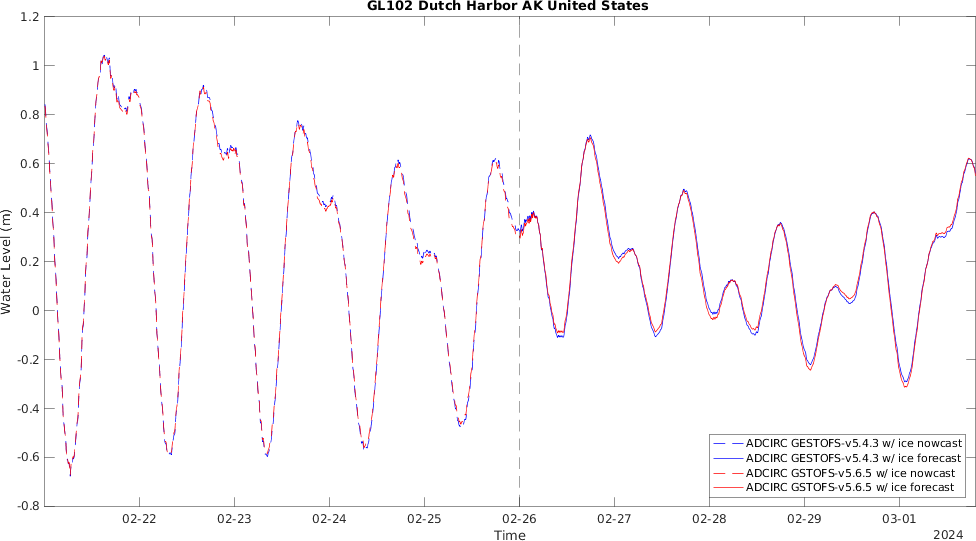 GL102 Dutch Harbor AK United States
1.2
1
0.8
0.6
0.4
0.2
0
-0.2
-0.4
-0.6
-0.8
Water Level (m)
ADCIRC GESTOFS-v5.4.3 w/ ice nowcast
ADCIRC GESTOFS-v5.4.3 w/ ice forecast
ADCIRC GSTOFS-v5.6.5 w/ ice nowcast
ADCIRC GSTOFS-v5.6.5 w/ ice forecast
02-22 02-23 02-24 02-25 02-26 02-27 02-28 02-29 03-01
Time
2024